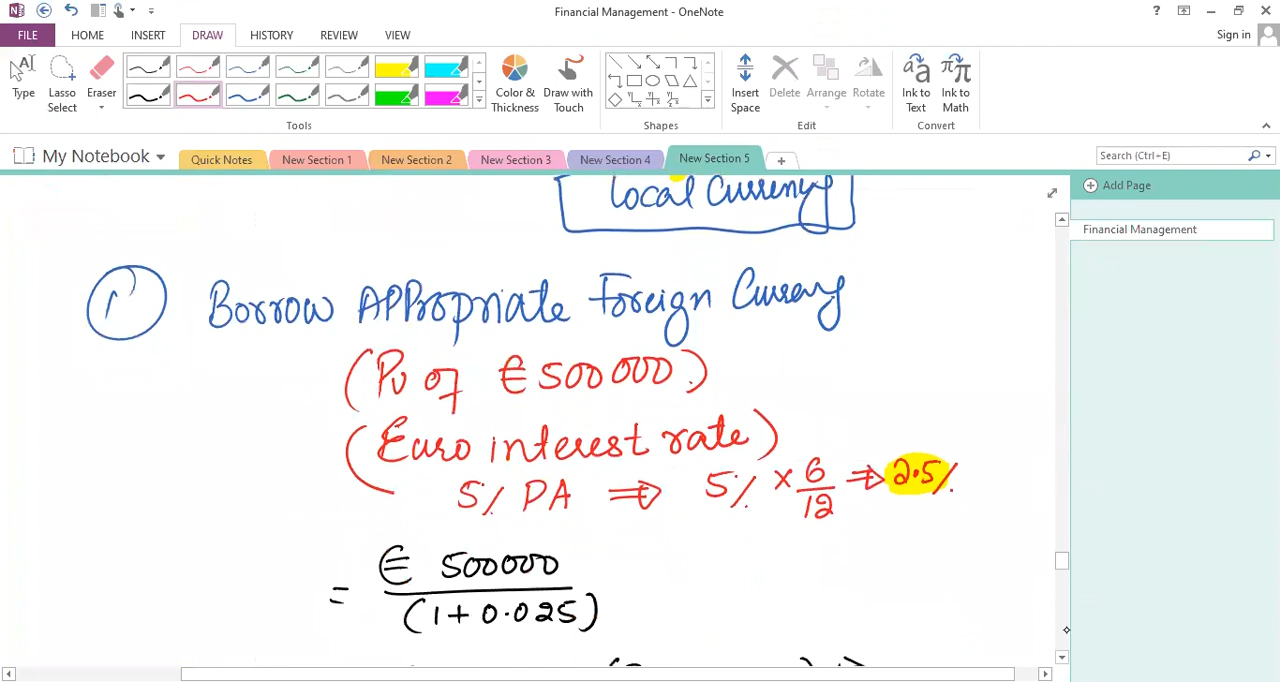 Financial Management - OneNote
Sign in
FILE HOME INSERT DRAW HISTORY REVIEW VIEW
Type Lasso Select Eraser Color & Thickness Draw with Touch Insert Space Delete Arrange Rotate Ink to Text Ink to Math
Tools Shapes Edit Convert
My Notebook Quick Notes New Section 1 New Section 2 New Section 3 New Section 4 New Section 5 Search (Ctrl+E)
Add Page
Financial Management
Local Currency
1 Borrow Appropriate Foreign
(PV of € 500000)
(Euro interest rate)
5% PA ⇒ 5% × 6/12 ⇒ 2.5%
= € 500000
(1+0.025)